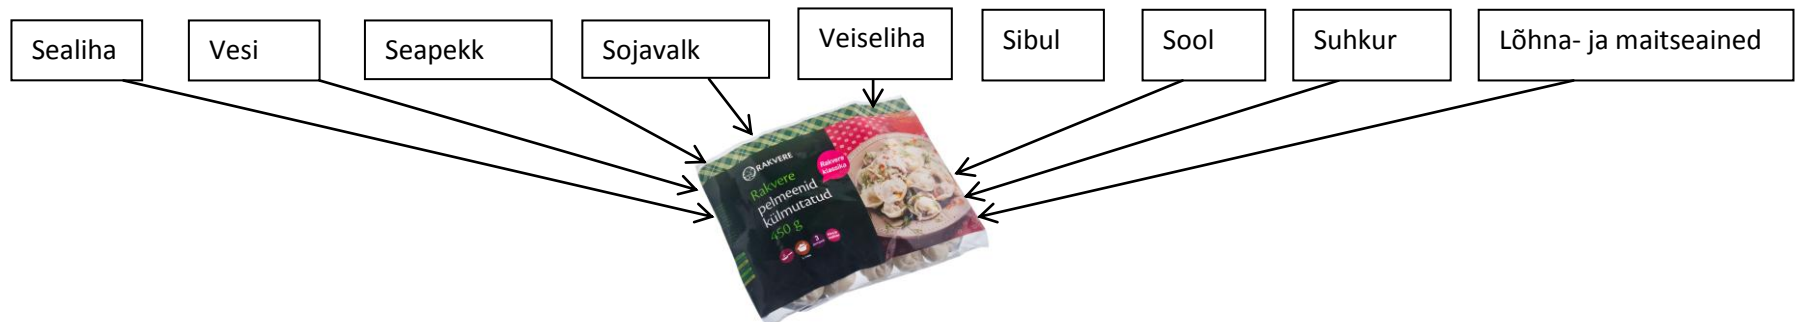 Sealiha
Vesi
Seapekk
Sojavalk
Veiseliha
Sibul
Sool
Suhkur
Lõhna- ja maitseained
RAKVERE
Rakvere
klassika
Rakvere
pelmeenid
külmutatud
450 g